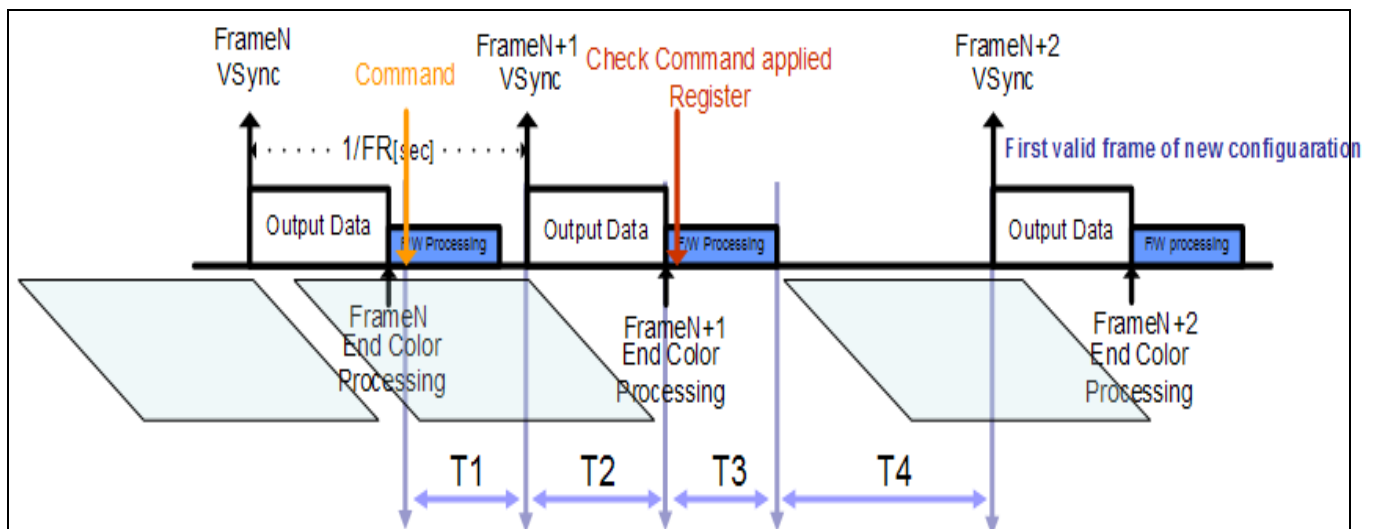 FrameN
VSync
Command
FrameN+1
VSync
Check Command applied
Register
FrameN+2
VSync
1/FR[sec]
First valid frame of new configuaration
Output Data
F/W Processing
Output Data
F/W Processing
Output Data
F/W processing
FrameN
End Color
Processing
FrameN+1
End Color
Processing
FrameN+2
End Color
Processing
T1
T2
T3
T4